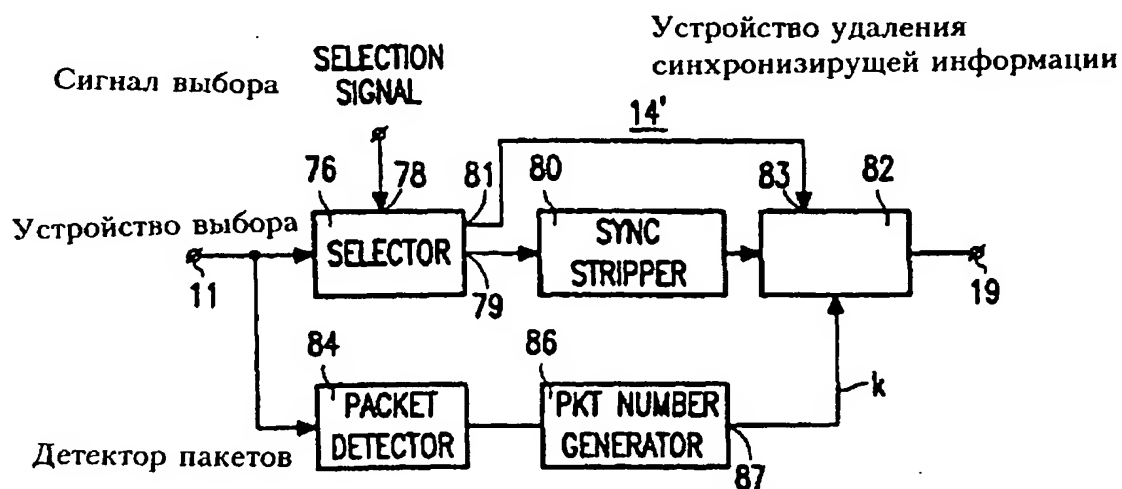 Устройство удаления
синхронизирущей информации
Сигнал выбора
SELECTION
SIGNAL
14'
76
78
81
80
83
82
Устройство выбора
SELECTOR
SYNC
STRIPPER
11
79
19
84
86
k
PACKET
DETECTOR
PKT NUMBER
GENERATOR
87
Детектор пакетов